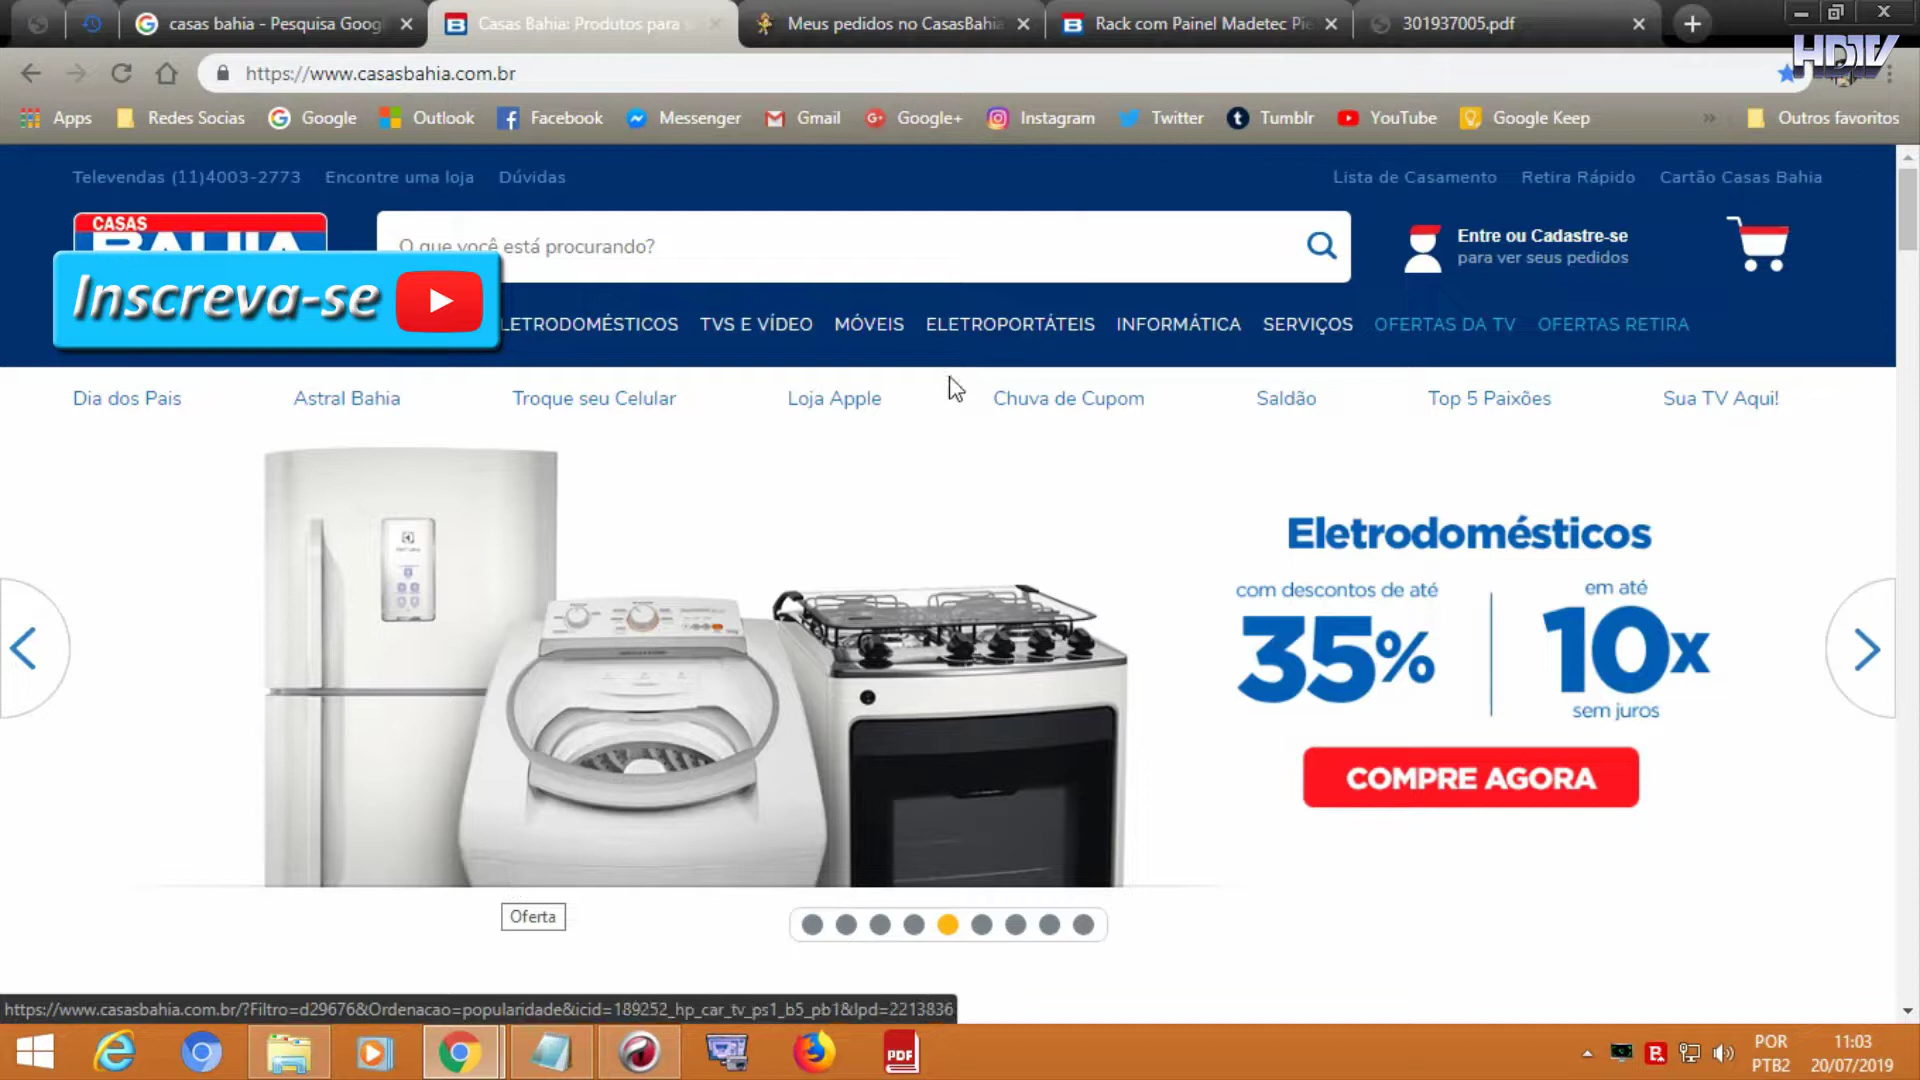 casas bahia - Pesquisa Goog
Casas Bahia: Produtos para s
Meus pedidos no CasasBahia
Rack com Painel Madetec Pie
301937005.pdf
HDTV
https://www.casasbahia.com.br
Apps
Redes Socias
Google
Outlook
Facebook
Messenger
Gmail
Google+
Instagram
Twitter
Tumblr
YouTube
Google Keep
Outros favoritos
Televendas (11)4003-2773
Encontre uma loja
Dúvidas
Lista de Casamento
Retira Rápido
Cartão Casas Bahia
CASAS
BAHIA
O que você está procurando?
Entre ou Cadastre-se
para ver seus pedidos
Inscreva-se
LETRODOMÉSTICOS
TVS E VÍDEO
MÓVEIS
ELETROPORTÁTEIS
INFORMÁTICA
SERVIÇOS
OFERTAS DA TV
OFERTAS RETIRA
Dia dos Pais
Astral Bahia
Troque seu Celular
Loja Apple
Chuva de Cupom
Saldão
Top 5 Paixões
Sua TV Aqui!
Eletrodomésticos
com descontos de até
35%
em até
10x
sem juros
COMPRE AGORA
Oferta
https://www.casasbahia.com.br/?Filtro=d29676&Ordenacao=popularidade&icid=189252_hp_car_tv_ps1_b5_pb1&lpd=2213836
PDF
POR
PTB2
11:03
20/07/2019